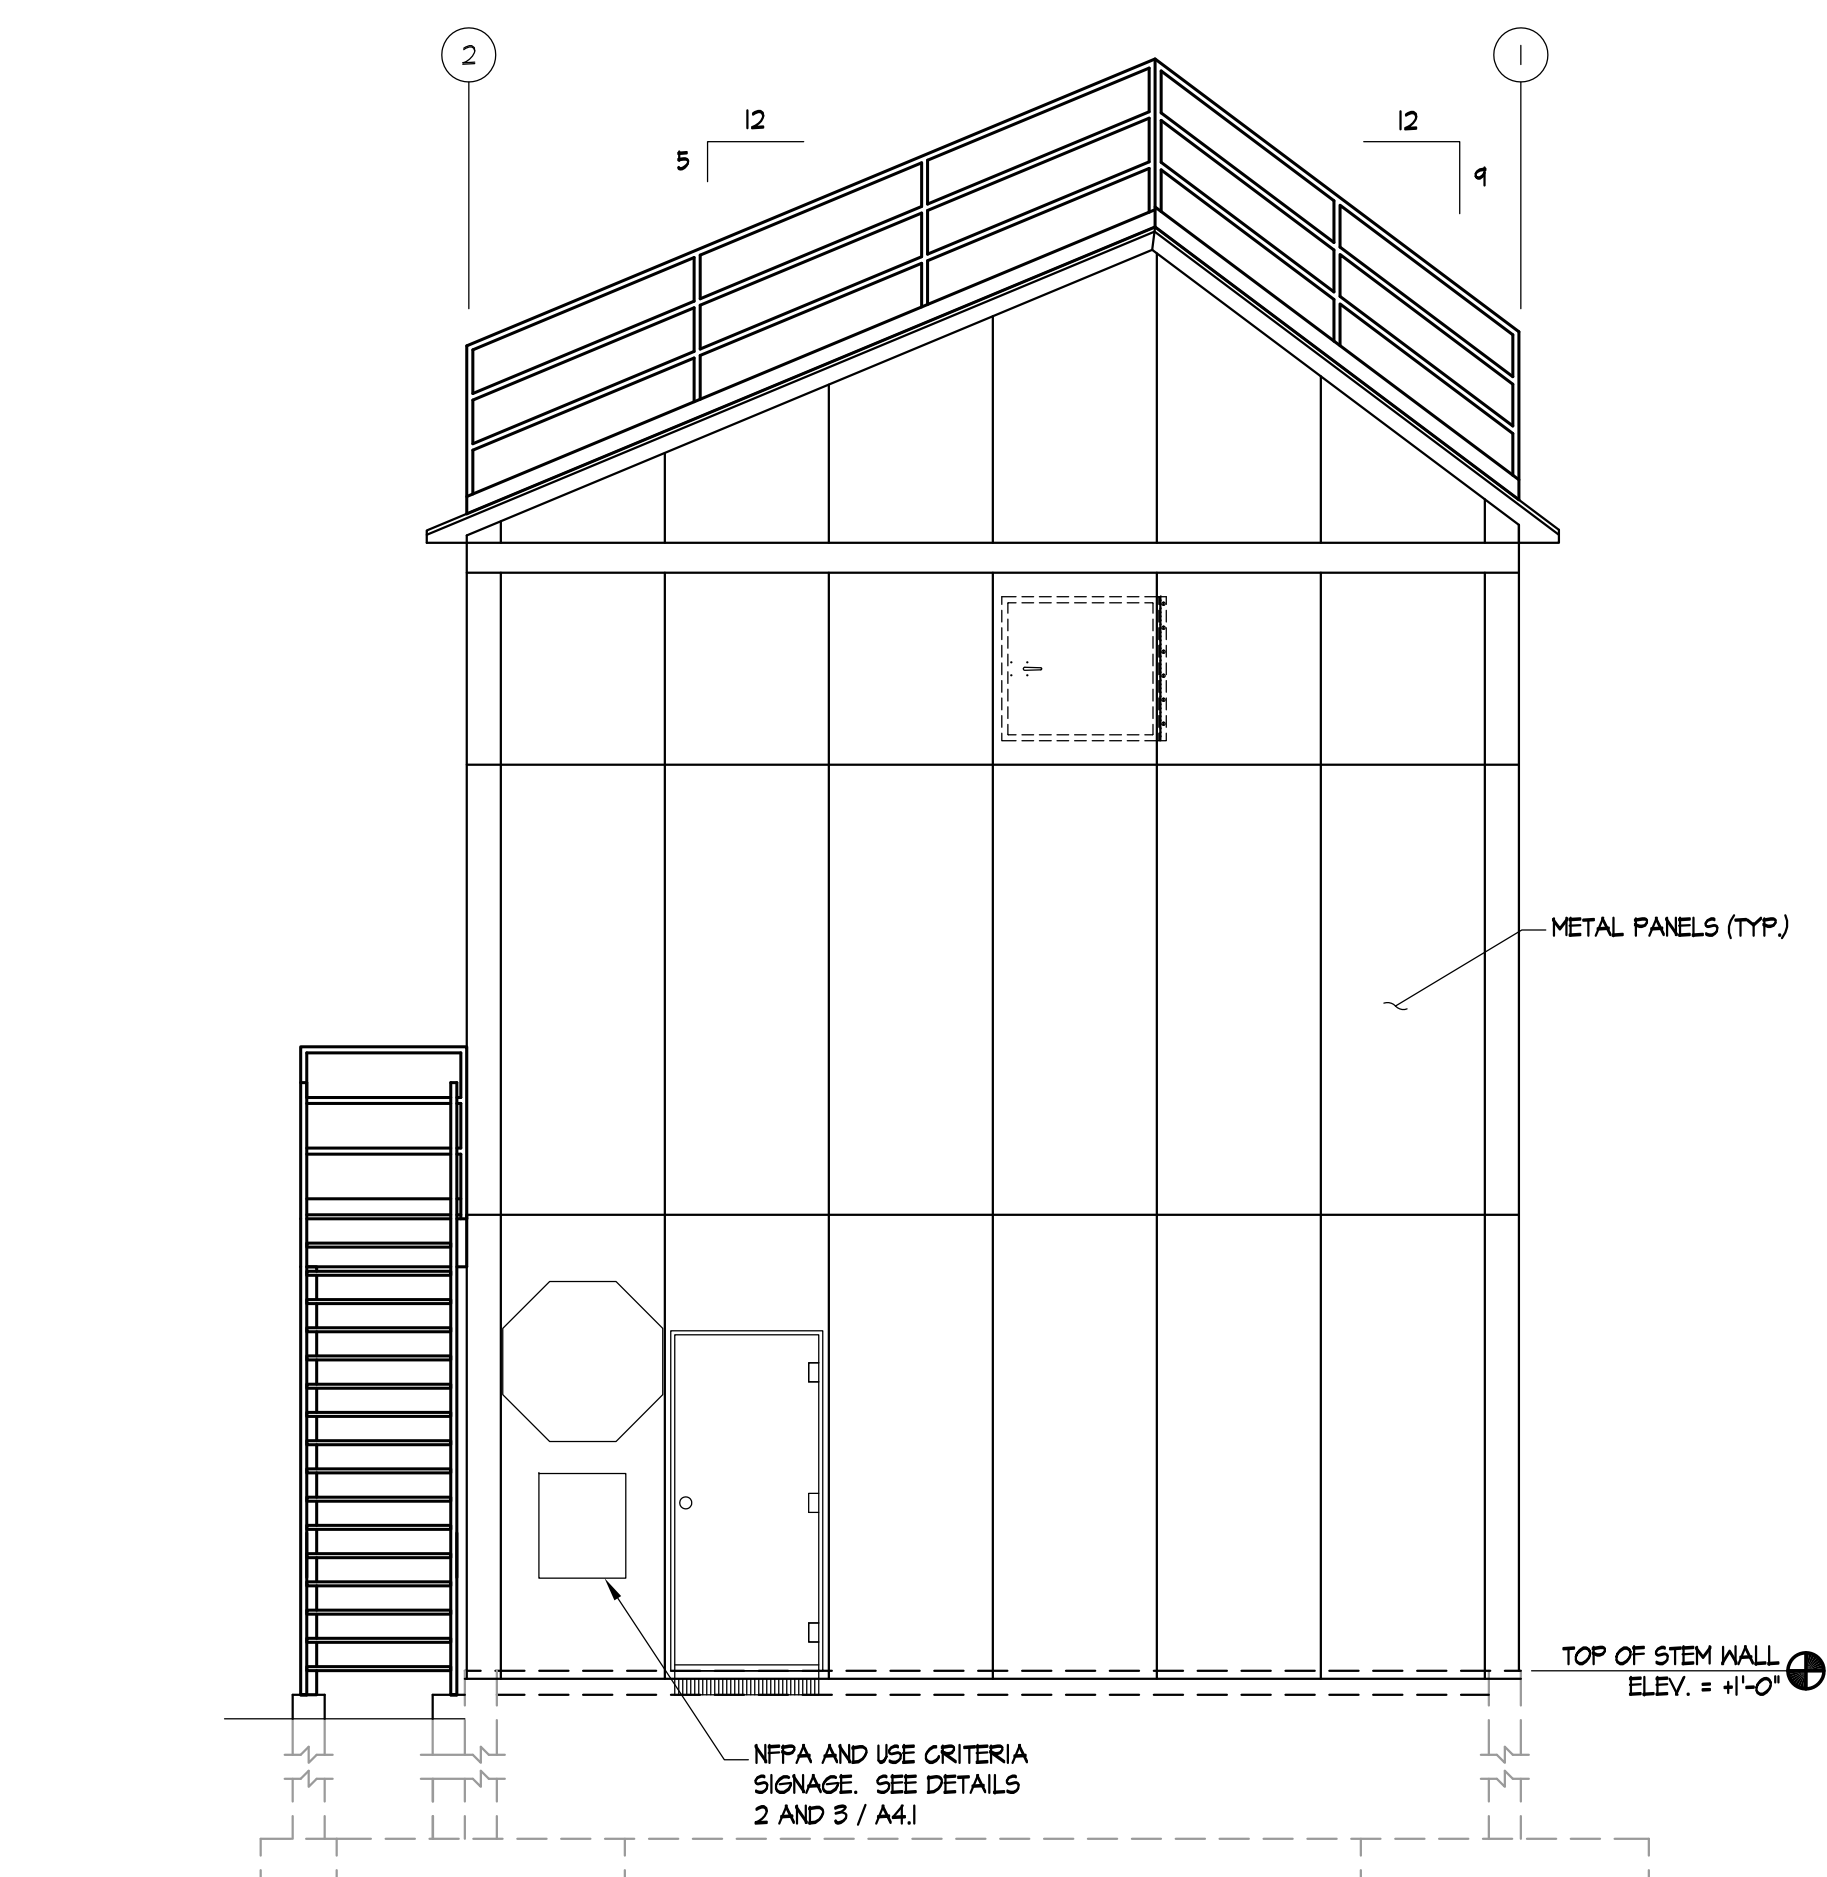 2
1
12
5
12
9
METAL PANELS (TYP.)
TOP OF STEM WALL
ELEV. = +1'-0"
NFPA AND USE CRITERIA
SIGNAGE. SEE DETAILS
2 AND 3 / A4.1